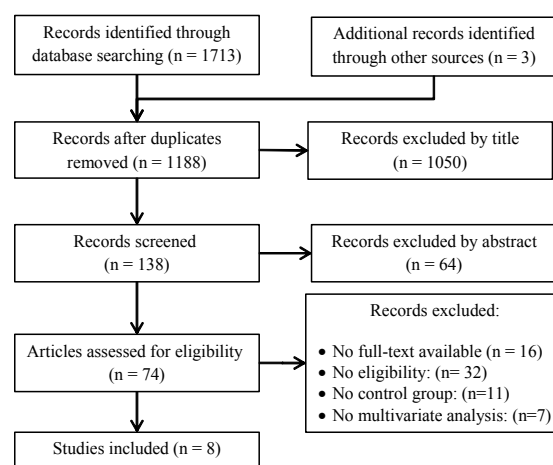 Records identified through
database searching (n = 1713)
Additional records identified
through other sources (n = 3)
Records after duplicates
removed (n = 1188)
Records excluded by title
(n = 1050)
Records screened
(n = 138)
Records excluded by abstract
(n = 64)
Articles assessed for eligibility
(n = 74)
Records excluded:
• No full-text available (n = 16)
• No eligibility: (n= 32)
• No control group: (n=11)
• No multivariate analysis: (n=7)
Studies included (n = 8)